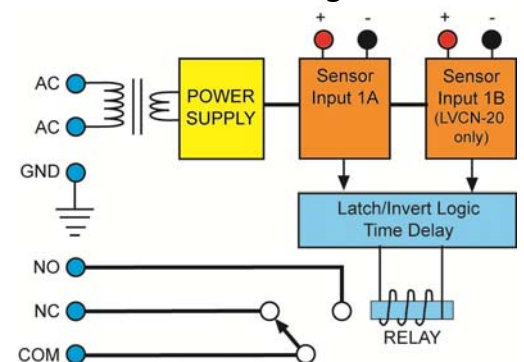 + - + -
AC
AC
GND
POWER
SUPPLY
Sensor
Input 1A
Sensor
Input 1B
(LVCN-20
only)
Latch/Invert Logic
Time Delay
NO
NC
COM
RELAY